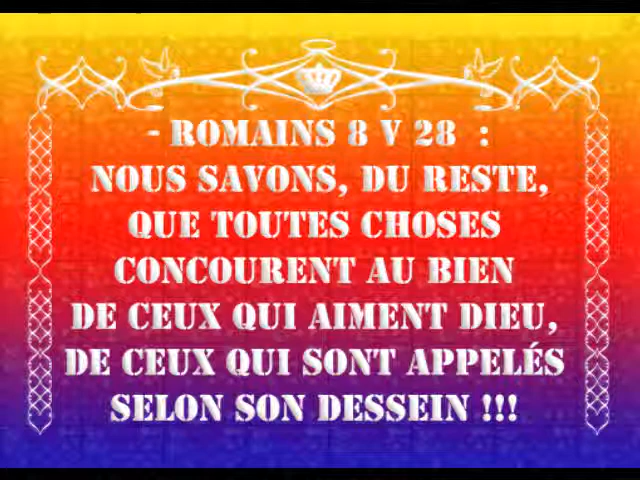 - ROMAINS 8 V 28 :
NOUS SAVONS, DU RESTE,
QUE TOUTES CHOSES
CONCOURENT AU BIEN
DE CEUX QUI AIMENT DIEU,
DE CEUX QUI SONT APPELÉS
SELON SON DESSEIN !!!